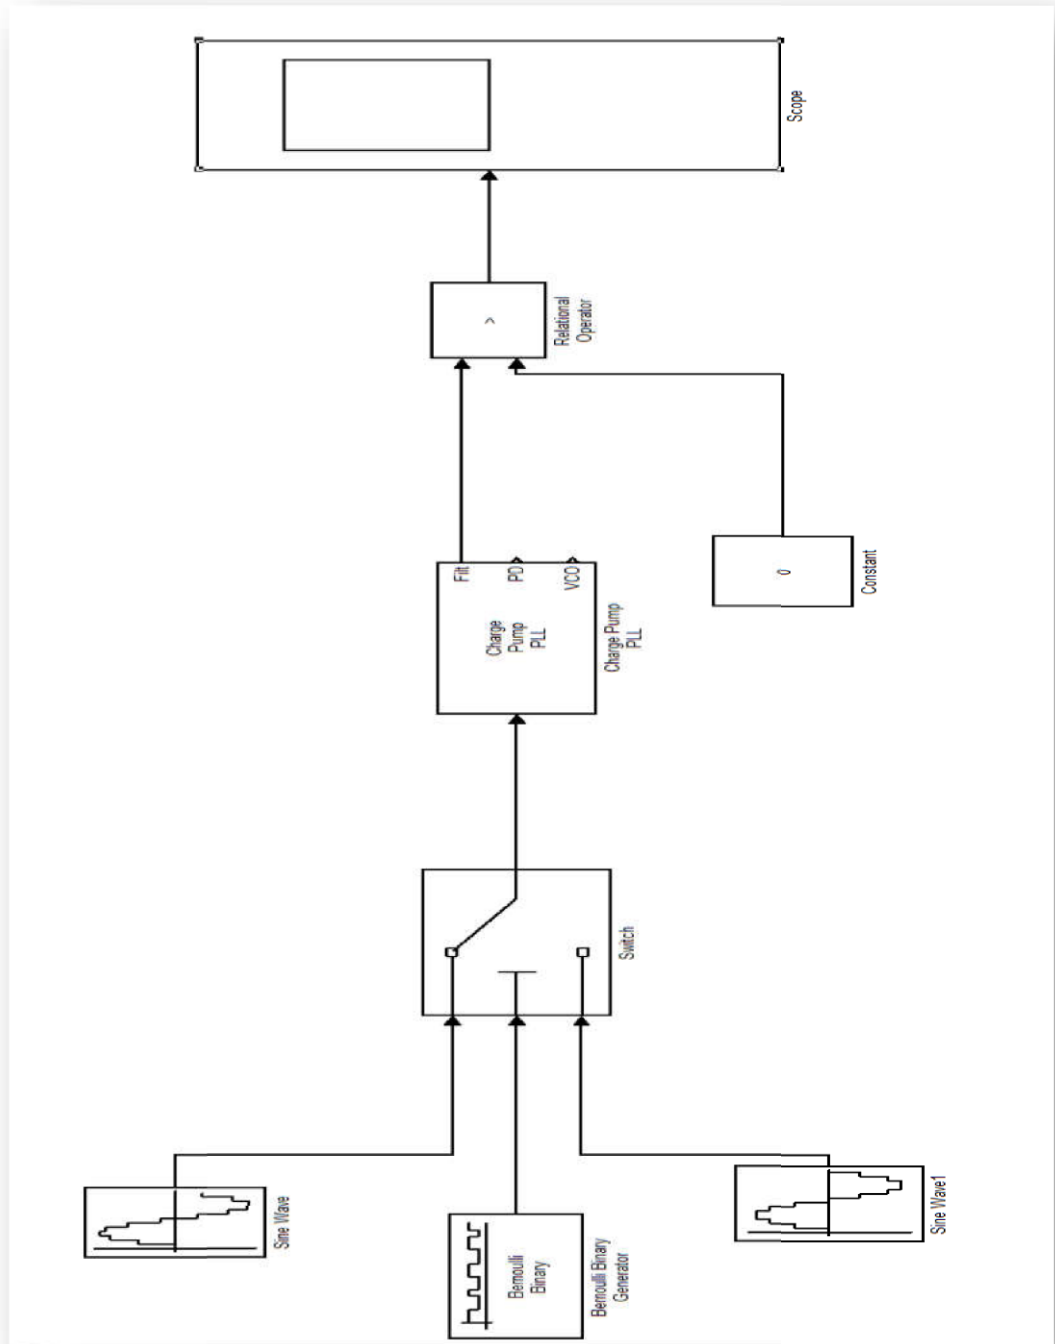 Sine Wave
Bernoulli
Binary
Bernoulli Binary
Generator
Sine Wave1
Switch
Charge
Pump
PLL
Filt
PD
VCO
Charge Pump
PLL
0
Constant
>
Relational
Operator
Scope